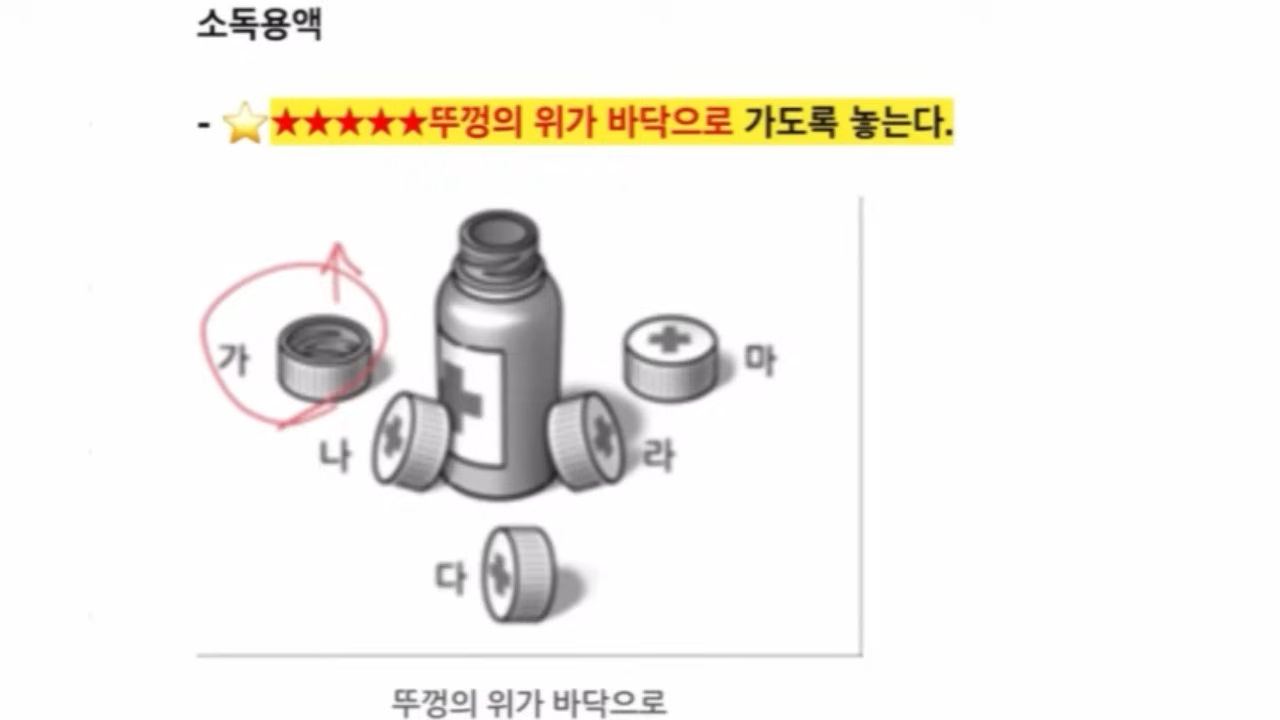 소독용액
- ⭐★★★★★뚜껑의 위가 바닥으로 가도록 놓는다.
가
마
나
라
다
뚜껑의 위가 바닥으로